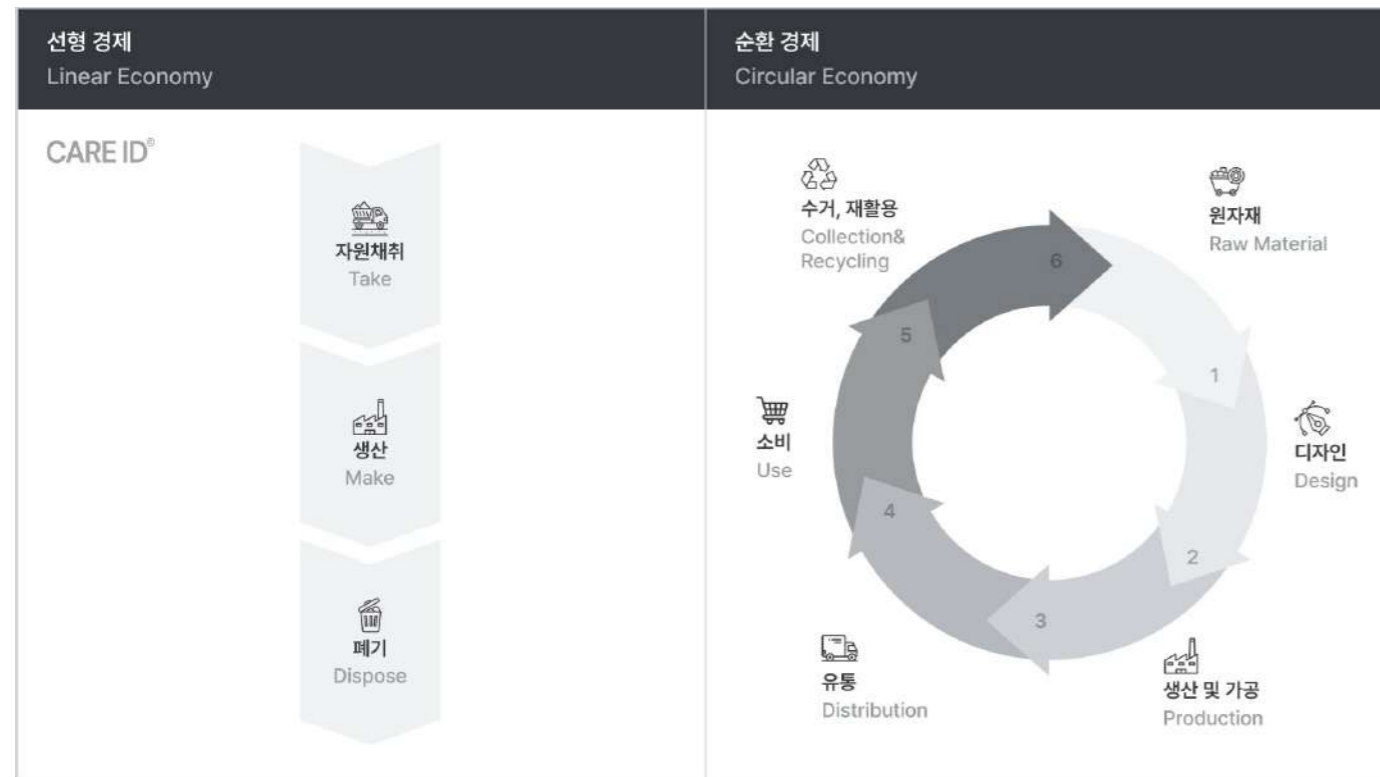 선형 경제
Linear Economy
순환 경제
Circular Economy
CARE ID®
자원채취
Take
생산
Make
폐기
Dispose
수거, 재활용
Collection&
Recycling
원자재
Raw Material
6
5
1
소비
Use
디자인
Design
4
2
3
유통
Distribution
생산 및 가공
Production